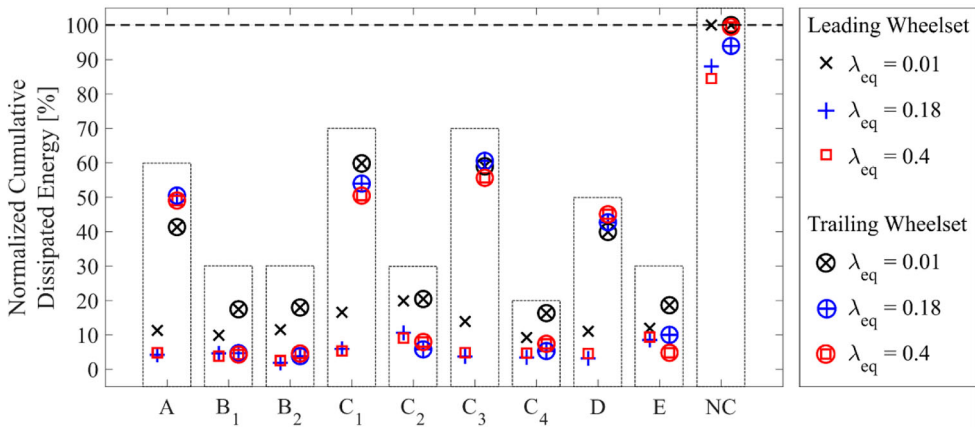 Normalized Cumulative
Dissipated Energy [%]
100
90
80
70
60
50
40
30
20
10
0
A B₁ B₂ C₁ C₂ C₃ C₄ D E NC
Leading Wheelset
λeq = 0.01
λeq = 0.18
λeq = 0.4
Trailing Wheelset
λeq = 0.01
λeq = 0.18
λeq = 0.4